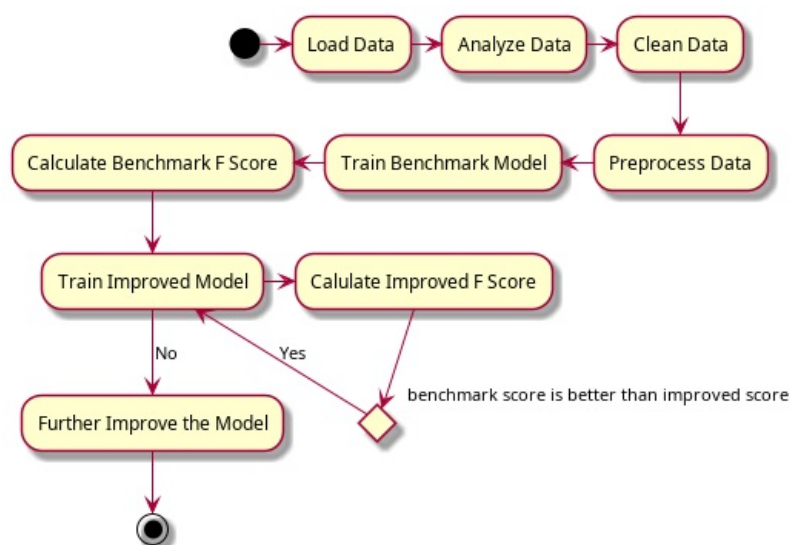 Load Data
Analyze Data
Clean Data
Calculate Benchmark F Score
Train Benchmark Model
Preprocess Data
Train Improved Model
Calulate Improved F Score
No
Yes
benchmark score is better than improved score
Further Improve the Model